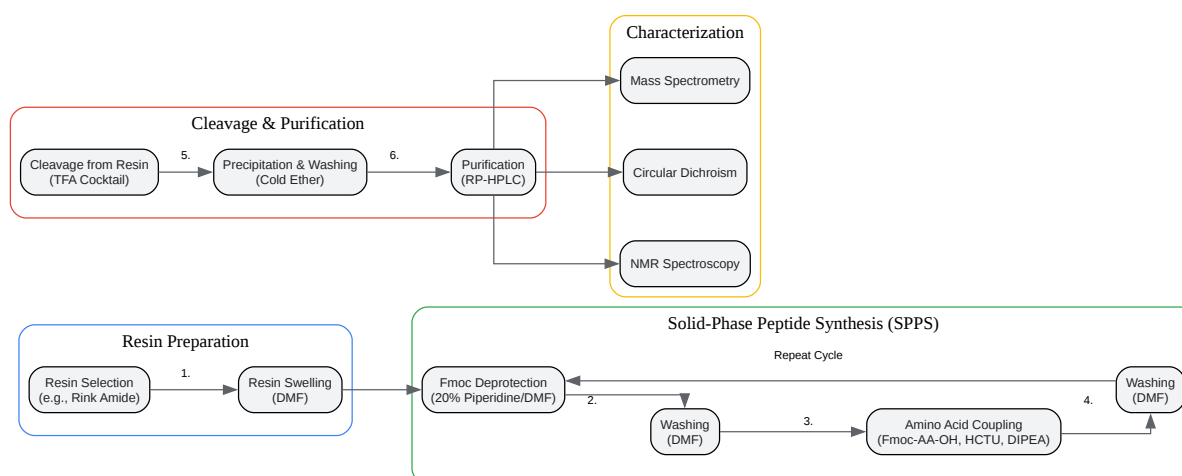 Characterization
Mass Spectrometry
Cleavage & Purification
Cleavage from Resin
(TFA Cocktail)
5.
Precipitation & Washing
(Cold Ether)
6.
Purification
(RP-HPLC)
Circular Dichroism
NMR Spectroscopy
Resin Preparation
Resin Selection
(e.g., Rink Amide)
1.
Resin Swelling
(DMF)
Solid-Phase Peptide Synthesis (SPPS)
Repeat Cycle
Fmoc Deprotection
(20% Piperidine/DMF)
2.
Washing
(DMF)
3.
Amino Acid Coupling
(Fmoc-AA-OH, HCTU, DIPEA)
4.
Washing
(DMF)